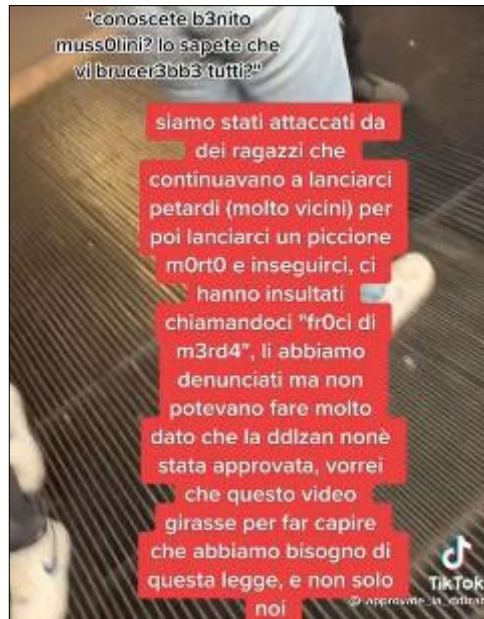 "conoscete b3nito
muss0lini? lo sapete che
vi brucer3bb3 tutti?"
siamo stati attaccati da
dei ragazzi che
continuavano a lanciarci
petardi (molto vicini) per
poi lanciarci un piccione
m0rt0 e inseguirci, ci
hanno insultati
chiamandoci "fr0ci di
m3rd4", li abbiamo
denunciati ma non
potevano fare molto
dato che la ddlzan nonè
stata approvata, vorrei
che questo video
girasse per far capire
che abbiamo bisogno di
questa legge, e non solo
noi
TikTok
@approvate_la_ddlzan